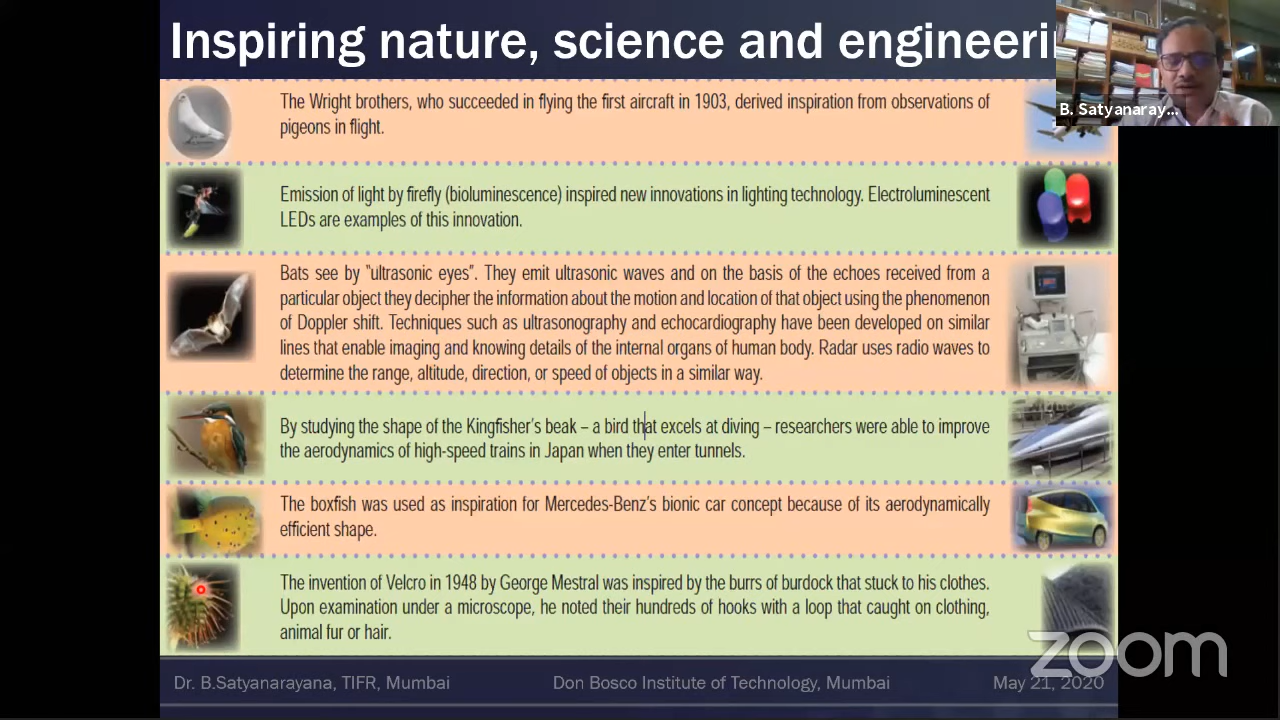 Inspiring nature, science and engineeri
B. Satyanaray...
The Wright brothers, who succeeded in flying the first aircraft in 1903, derived inspiration from observations of
pigeons in flight.
Emission of light by firefly (bioluminescence) inspired new innovations in lighting technology. Electroluminescent
LEDs are examples of this innovation.
Bats see by "ultrasonic eyes". They emit ultrasonic waves and on the basis of the echoes received from a
particular object they decipher the information about the motion and location of that object using the phenomenon
of Doppler shift. Techniques such as ultrasonography and echocardiography have been developed on similar
lines that enable imaging and knowing details of the internal organs of human body. Radar uses radio waves to
determine the range, altitude, direction, or speed of objects in a similar way.
By studying the shape of the Kingfisher's beak – a bird that excels at diving – researchers were able to improve
the aerodynamics of high-speed trains in Japan when they enter tunnels.
The boxfish was used as inspiration for Mercedes-Benz's bionic car concept because of its aerodynamically
efficient shape.
The invention of Velcro in 1948 by George Mestral was inspired by the burrs of burdock that stuck to his clothes.
Upon examination under a microscope, he noted their hundreds of hooks with a loop that caught on clothing,
animal fur or hair.
zoom
Dr. B.Satyanarayana, TIFR, Mumbai
Don Bosco Institute of Technology, Mumbai
May 21, 2020